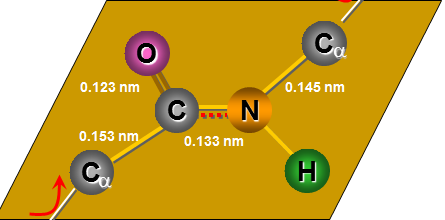 O
Cα
0.123 nm
0.145 nm
C
N
0.153 nm
0.133 nm
Cα
H